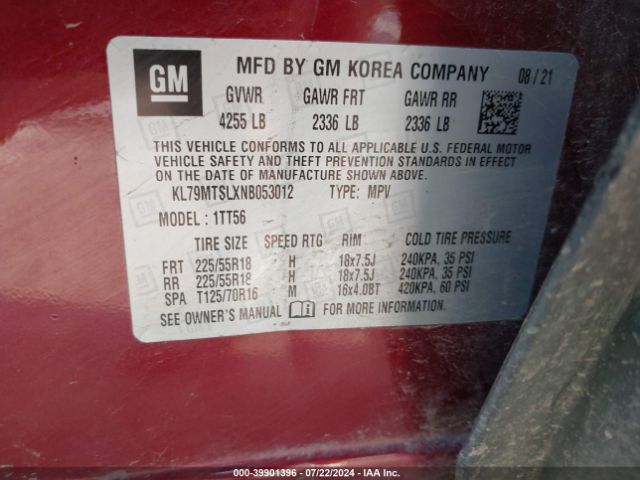 GM
MFD BY GM KOREA COMPANY 08/21
GVWR GAWR FRT GAWR RR
4255 LB 2336 LB 2336 LB
THIS VEHICLE CONFORMS TO ALL APPLICABLE U.S. FEDERAL MOTOR
VEHICLE SAFETY AND THEFT PREVENTION STANDARDS IN EFFECT
ON THE DATE OF MANUFACTURE SHOWN ABOVE.
KL79MTSLXNB053012 TYPE: MPV
MODEL: 1TT56
TIRE SIZE SPEED RTG RIM COLD TIRE PRESSURE
FRT 225/55R18 H 18x7.5J 240KPA, 35 PSI
RR 225/55R18 H 18x7.5J 240KPA, 35 PSI
SPA T125/70R16 M 16x4.0BT 420KPA, 60 PSI
SEE OWNER'S MANUAL FOR MORE INFORMATION
000-39901396 - 07/22/2024 - IAA Inc.